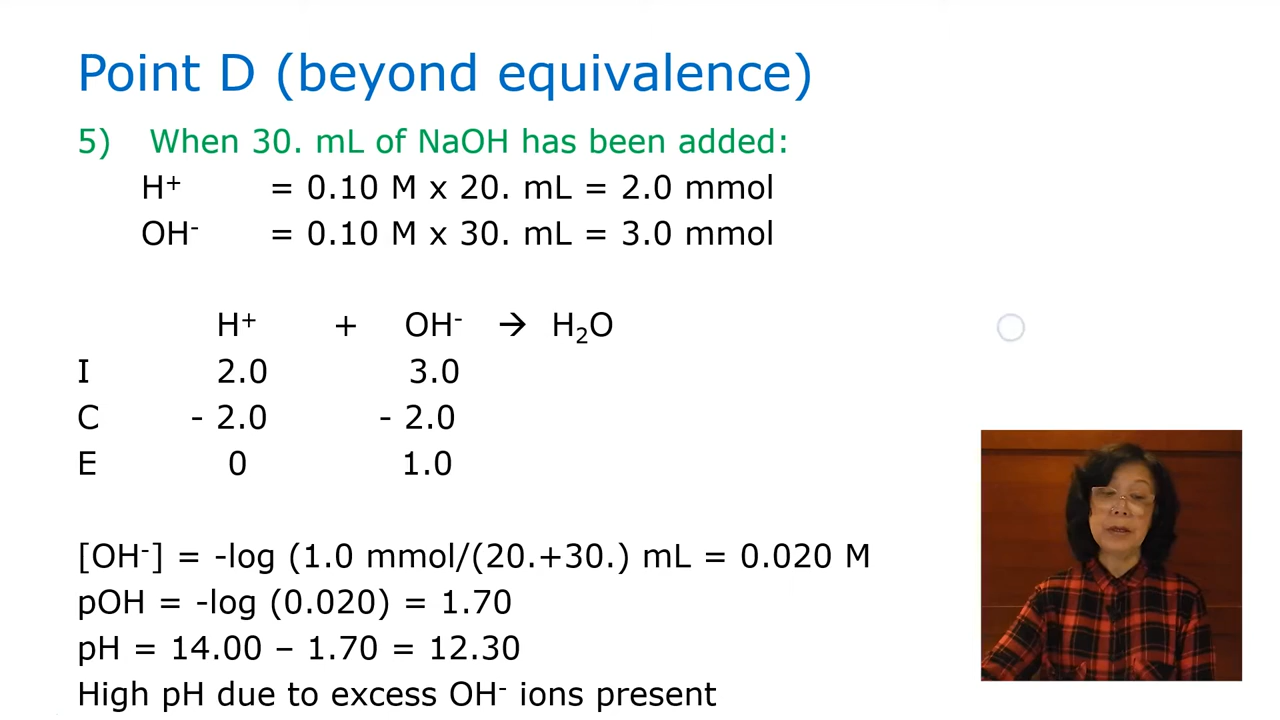 Point D (beyond equivalence)
5) When 30. mL of NaOH has been added:
H⁺ = 0.10 M x 20. mL = 2.0 mmol
OH⁻ = 0.10 M x 30. mL = 3.0 mmol
H⁺ + OH⁻ → H₂O
I 2.0 3.0
C - 2.0 - 2.0
E 0 1.0
[OH⁻] = -log (1.0 mmol/(20.+30.) mL = 0.020 M
pOH = -log (0.020) = 1.70
pH = 14.00 – 1.70 = 12.30
High pH due to excess OH⁻ ions present